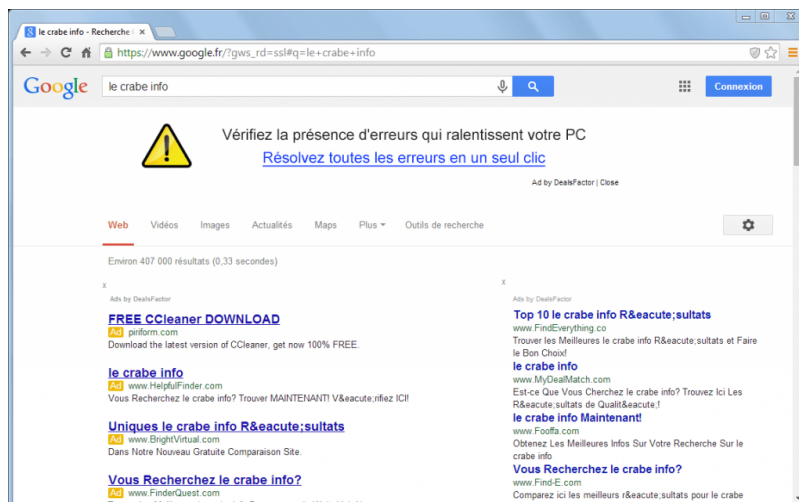 le crabe info - Recherche
https://www.google.fr/?gws_rd=ssl#q=le+crabe+info
Google
le crabe info
Connexion
Vérifiez la présence d'erreurs qui ralentissent votre PC
Résolvez toutes les erreurs en un seul clic
Ad by DealsFactor | Close
Web Vidéos Images Actualités Maps Plus Outils de recherche
Environ 407 000 résultats (0,33 secondes)
x
Ads by DealsFactor
FREE CCleaner DOWNLOAD
Ad piriform.com
Download the latest version of CCleaner, get now 100% FREE.
le crabe info
Ad www.HelpfulFinder.com
Vous Recherchez le crabe info? Trouver MAINTENANT! V&eacute;rifiez ICI!
Uniques le crabe info R&eacute;sultats
Ad www.BrightVirtual.com
Dans Notre Nouveau Gratuite Comparaison Site.
Vous Recherchez le crabe info?
Ad www.FinderQuest.com
x
Ads by DealsFactor
Top 10 le crabe info R&eacute;sultats
www.FindEverything.co
Trouver les Meilleures le crabe info R&eacute;sultats et Faire
le Bon Choix!
le crabe info
www.MyDealMatch.com
Est-ce Que Vous Cherchez le crabe info? Trouvez Ici Les
R&eacute;sultats de Qualit&eacute;!
le crabe info Maintenant!
www.Fooffa.com
Obtenez Les Meilleures Infos Sur Votre Recherche Sur le
crabe info
Vous Recherchez le crabe info?
www.Find-E.com
Comparez ici les meilleurs r&eacute;sultats pour le crabe